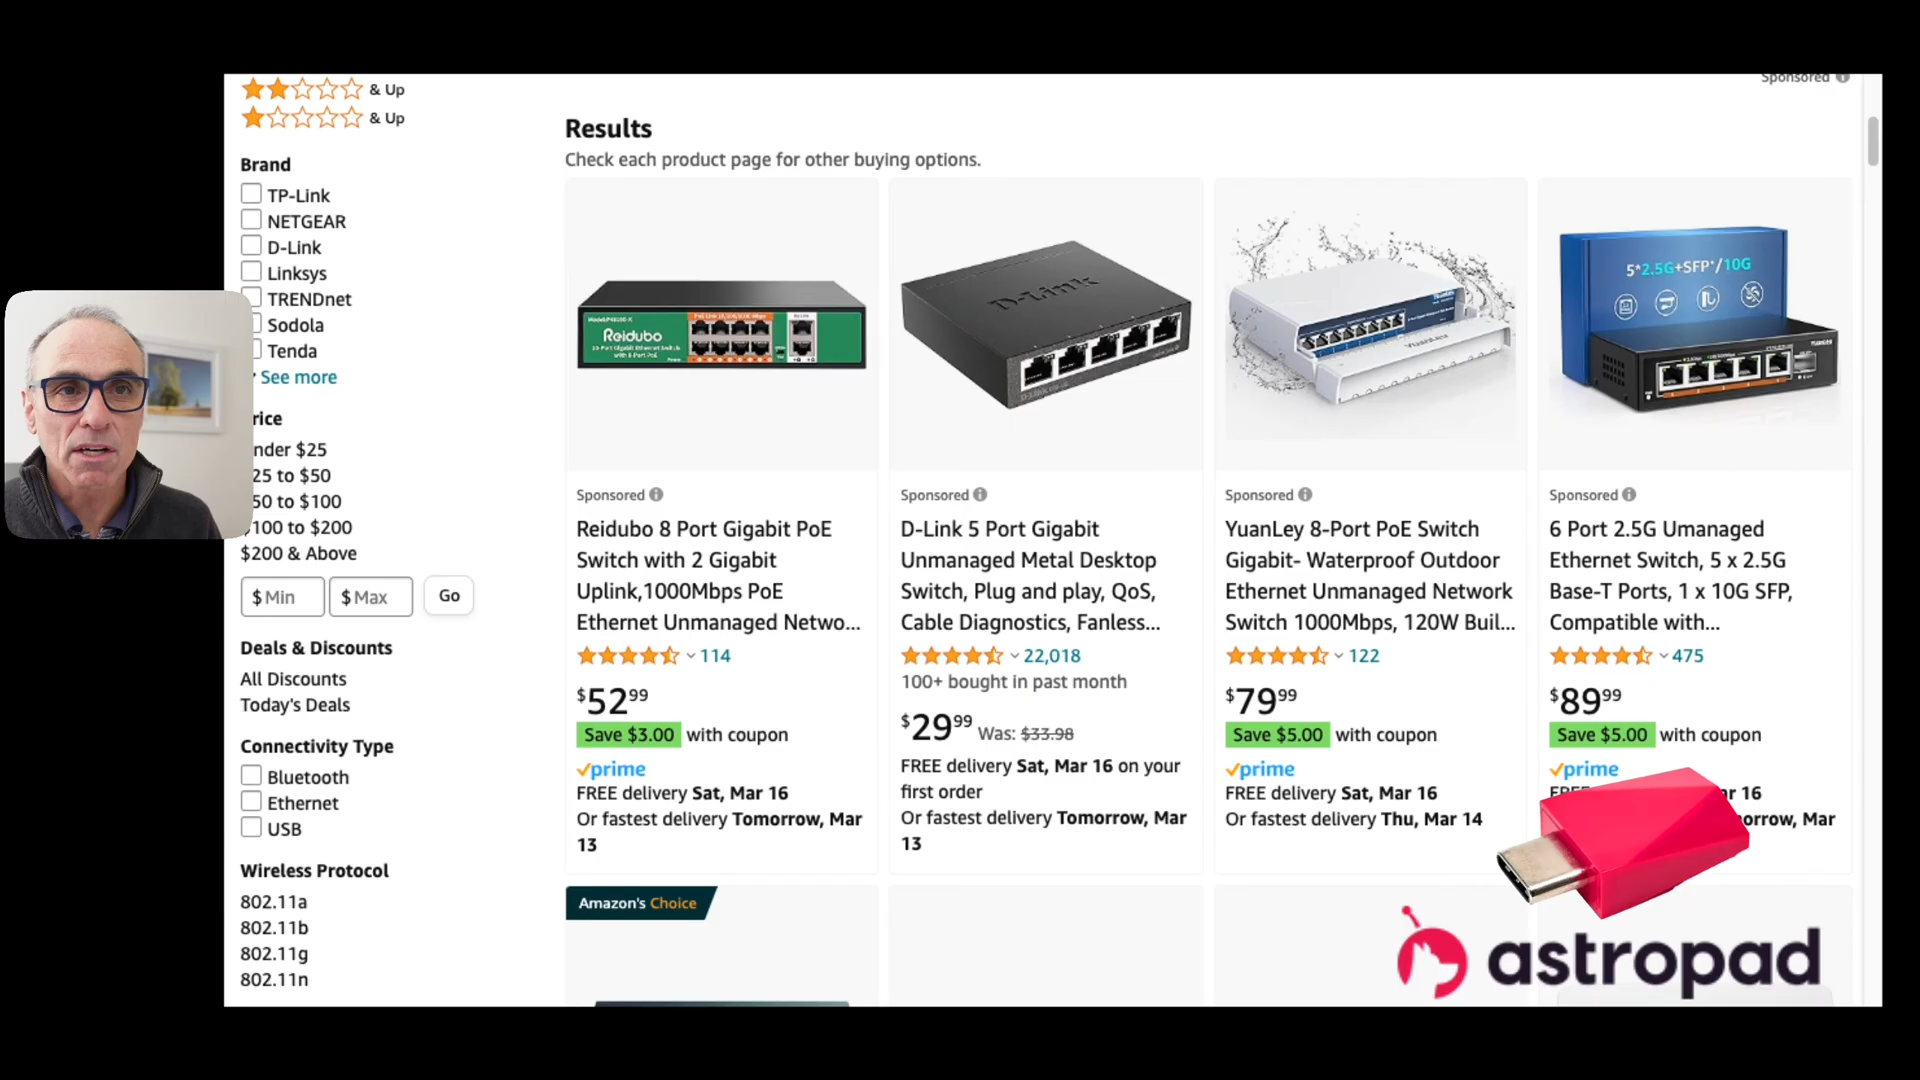 Sponsored
& Up
& Up
Brand
TP-Link
NETGEAR
D-Link
Linksys
TRENDnet
Sodola
Tenda
See more
rice
nder $25
25 to $50
50 to $100
100 to $200
$200 & Above
$ Min
$ Max
Go
Deals & Discounts
All Discounts
Today's Deals
Connectivity Type
Bluetooth
Ethernet
USB
Wireless Protocol
802.11a
802.11b
802.11g
802.11n
Results
Check each product page for other buying options.
Reidubo
Sponsored
Reidubo 8 Port Gigabit PoE
Switch with 2 Gigabit
Uplink,1000Mbps PoE
Ethernet Unmanaged Netwo...
114
$52.99
Save $3.00 with coupon
prime
FREE delivery Sat, Mar 16
Or fastest delivery Tomorrow, Mar
13
D-Link
Sponsored
D-Link 5 Port Gigabit
Unmanaged Metal Desktop
Switch, Plug and play, QoS,
Cable Diagnostics, Fanless...
22,018
100+ bought in past month
$29.99 Was: $33.98
FREE delivery Sat, Mar 16 on your
first order
Or fastest delivery Tomorrow, Mar
13
YuanLey
Sponsored
YuanLey 8-Port PoE Switch
Gigabit- Waterproof Outdoor
Ethernet Unmanaged Network
Switch 1000Mbps, 120W Buil...
122
$79.99
Save $5.00 with coupon
prime
FREE delivery Sat, Mar 16
Or fastest delivery Thu, Mar 14
5*2.5G+SFP+/10G
Sponsored
6 Port 2.5G Umanaged
Ethernet Switch, 5 x 2.5G
Base-T Ports, 1 x 10G SFP,
Compatible with...
475
$89.99
Save $5.00 with coupon
prime
ar 16
morrow, Mar
Amazon's Choice
astropad